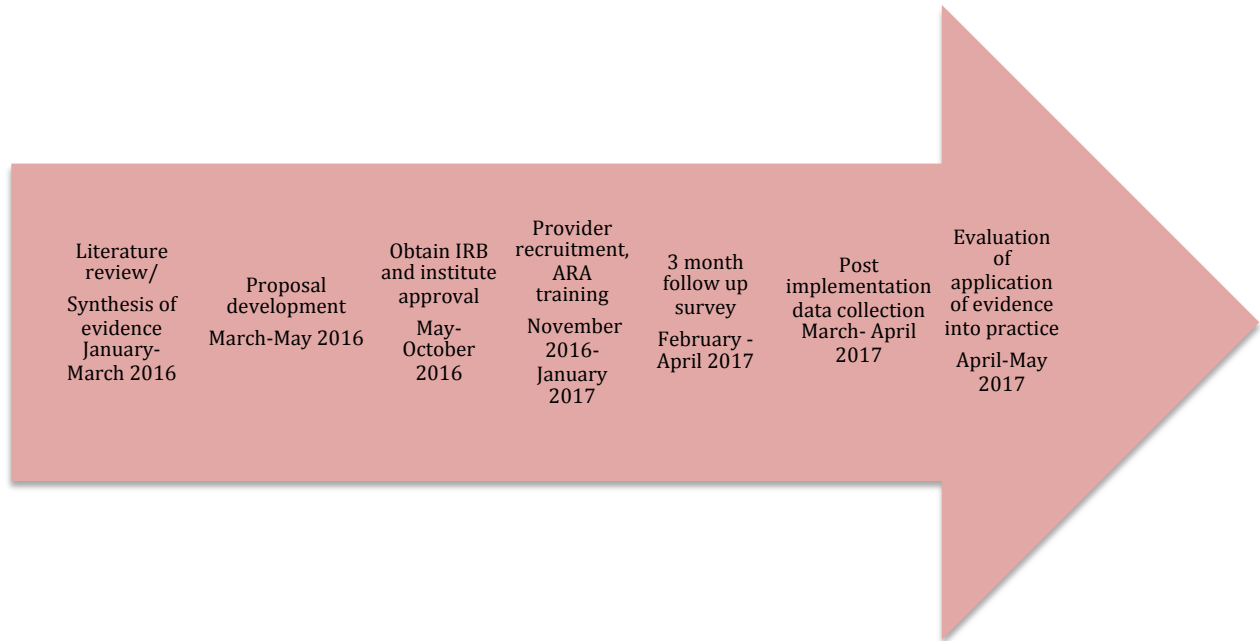 Literature
review/
Synthesis of
evidence
January-
March 2016
Proposal
development
March-May 2016
Obtain IRB
and institute
approval
May-
October
2016
Provider
recruitment,
ARA
training
November
2016-
January
2017
3 month
follow up
survey
February -
April 2017
Post
implementation
data collection
March- April
2017
Evaluation
of
application
of evidence
into practice
April-May
2017